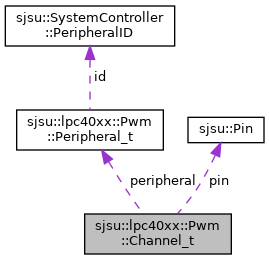 sjsu::SystemController
::PeripheralID
id
sjsu::lpc40xx::Pwm
::Peripheral_t
sjsu::Pin
peripheral
pin
sjsu::lpc40xx::Pwm
::Channel_t